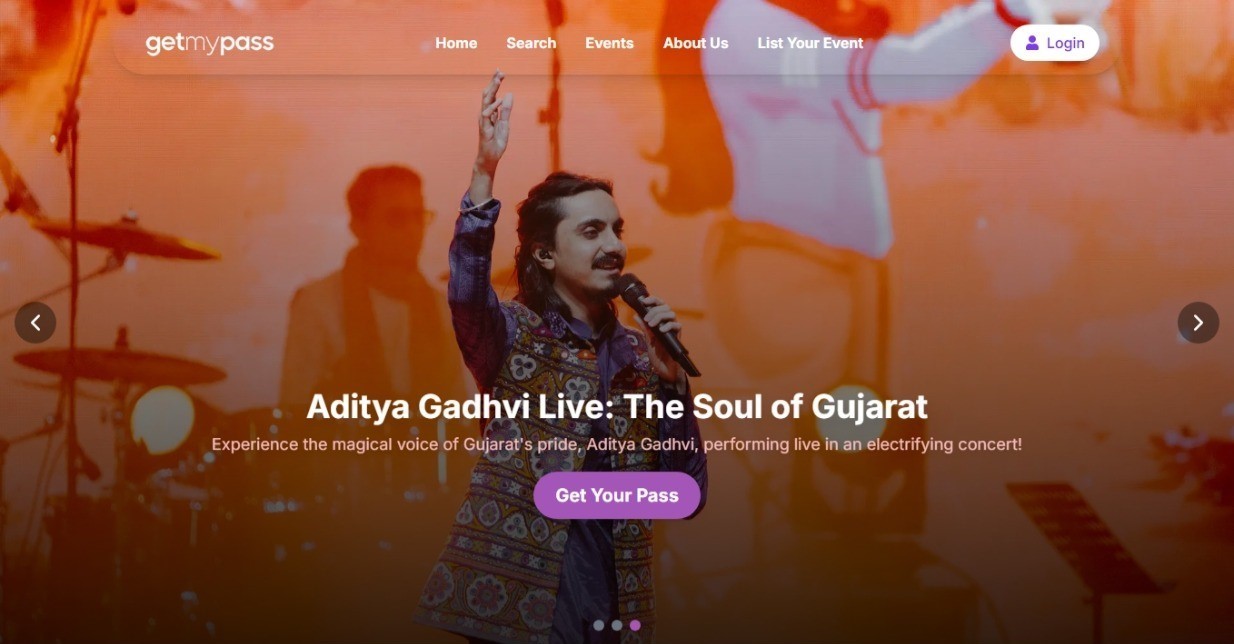 getmypass
Home Search Events About Us List Your Event
Login
Aditya Gadhvi Live: The Soul of Gujarat
Experience the magical voice of Gujarat's pride, Aditya Gadhvi, performing live in an electrifying concert!
Get Your Pass